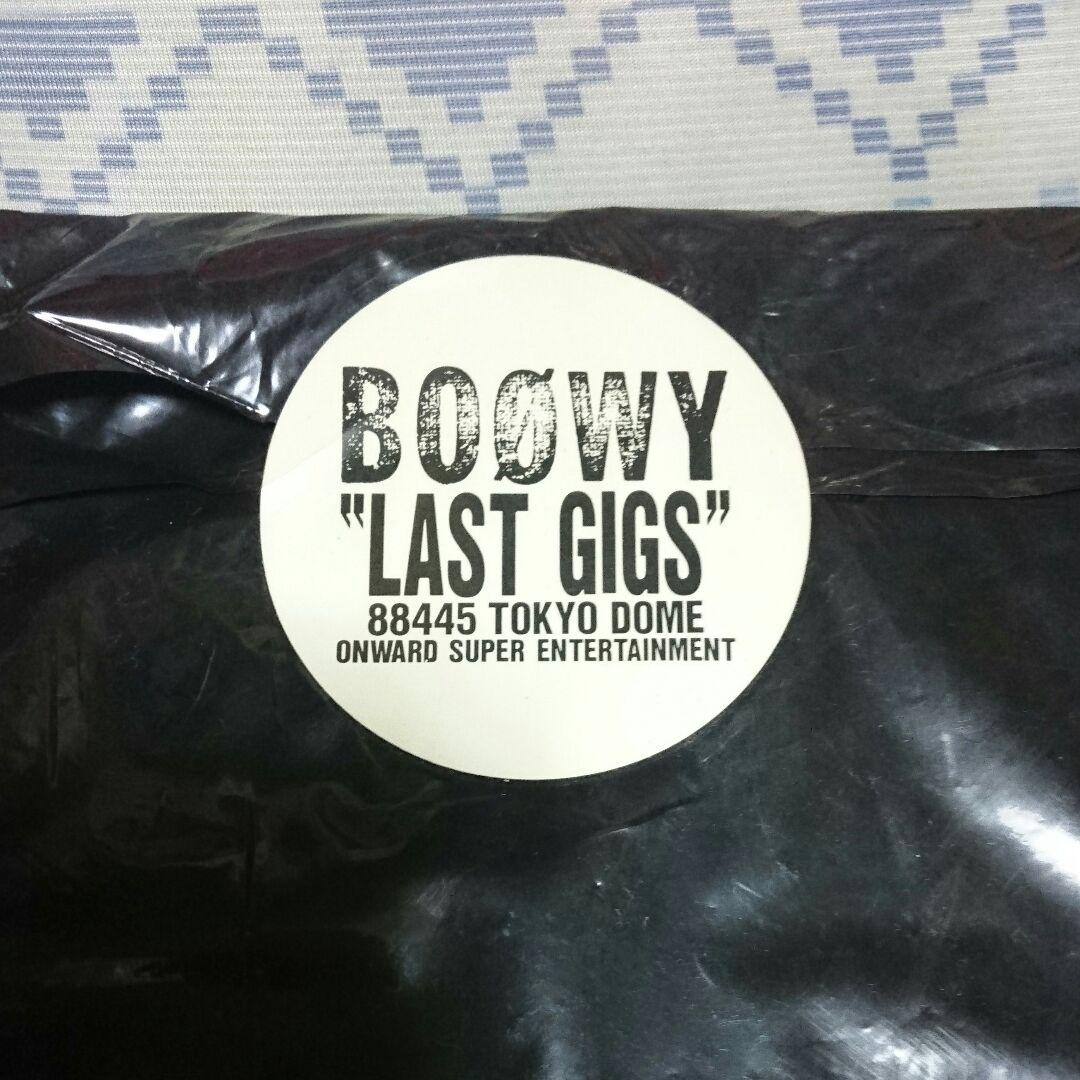 BOØWY
"LAST GIGS"
88445 TOKYO DOME
ONWARD SUPER ENTERTAINMENT